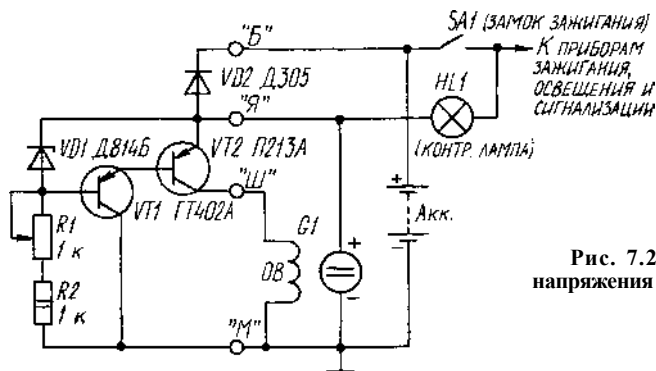 "Б"
SA1 (ЗАМОК ЗАЖИГАНИЯ)
К ПРИБОРАМ
ЗАЖИГАНИЯ,
ОСВЕЩЕНИЯ И
СИГНАЛИЗАЦИИ
VD2 Д305
HL1
"Я"
(КОНТР. ЛАМПА)
VD1 Д814Б
VT2 П213А
"Ш"
VT1 ГТ402А
R1
1 к
G1
+
+
Акк.
ОВ
-
-
R2
1 к
"М"
Рис. 7.2
напряжения